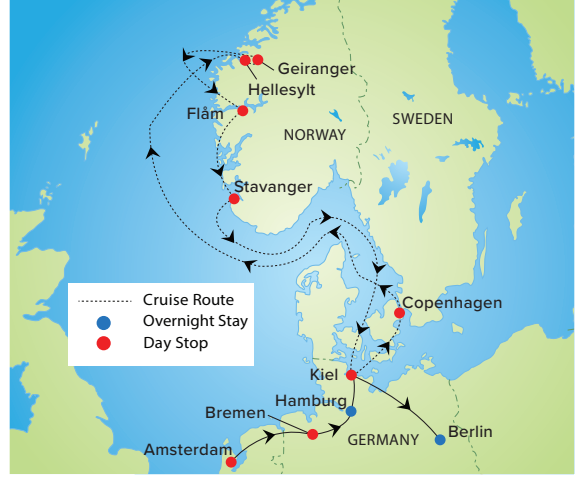 Geiranger
Hellesylt
Flåm
SWEDEN
NORWAY
Stavanger
Cruise Route
Overnight Stay
Day Stop
Copenhagen
Kiel
Hamburg
Bremen
Berlin
GERMANY
Amsterdam